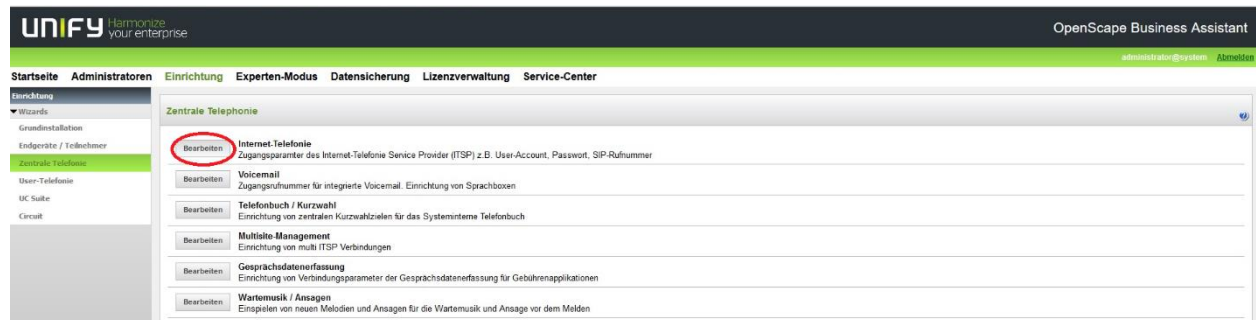 UNIFY Harmonize
your enterprise
OpenScape Business Assistant
administrator@system Abmelden
Startseite Administratoren Einrichtung Experten-Modus Datensicherung Lizenzverwaltung Service-Center
Einrichtung
Wizards
Grundinstallation
Endgeräte / Teilnehmer
Zentrale Telefonie
User-Telefonie
UC Suite
Circuit
Zentrale Telephonie
Bearbeiten
Internet-Telefonie
Zugangsparamter des Internet-Telefonie Service Provider (ITSP) z.B. User-Account, Passwort, SIP-Rufnummer
Bearbeiten
Voicemail
Zugangsrufnummer für integrierte Voicemail. Einrichtung von Sprachboxen
Bearbeiten
Telefonbuch / Kurzwahl
Einrichtung von zentralen Kurzwahlzielen für das Systeminterne Telefonbuch
Bearbeiten
Multisite-Management
Einrichtung von multi ITSP Verbindungen
Bearbeiten
Gesprächsdatenerfassung
Einrichtung von Verbindungsparameter der Gesprächsdatenerfassung für Gebührenapplikationen
Bearbeiten
Wartemusik / Ansagen
Einspielen von neuen Melodien und Ansagen für die Wartemusik und Ansage vor dem Melden